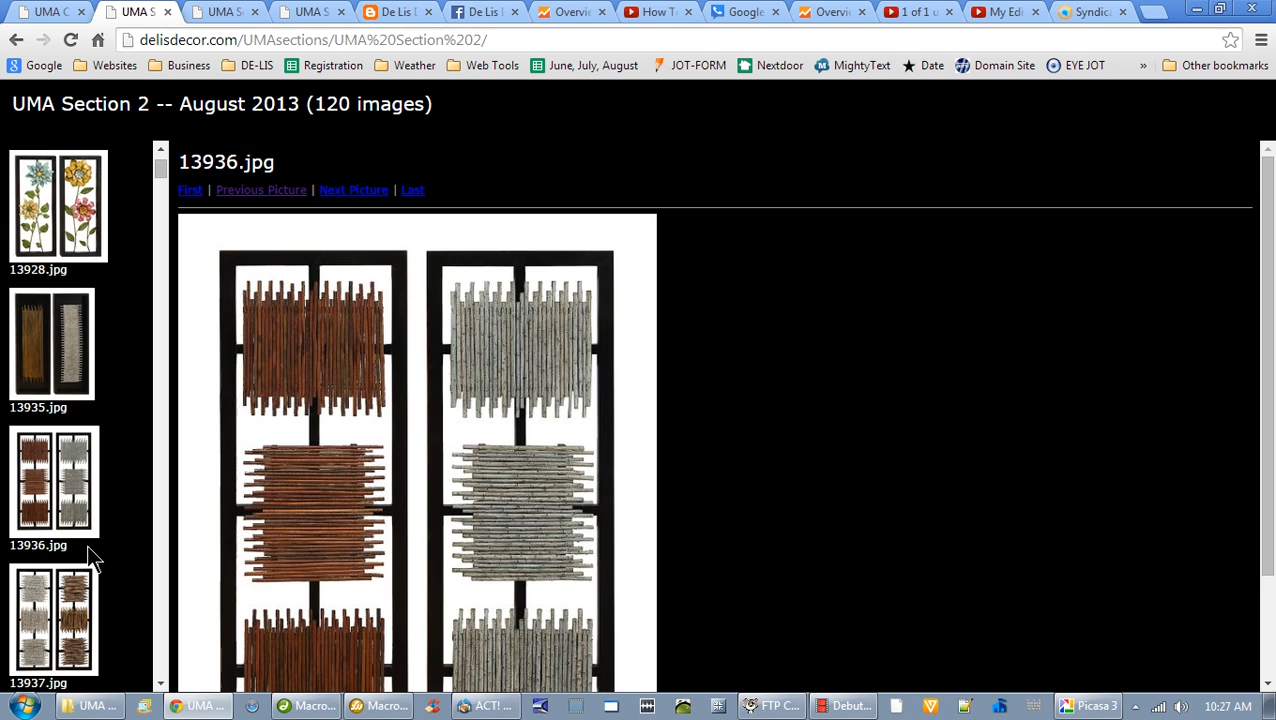 UMA C
UMA S
UMA S
UMA S
De Lis D
De Lis D
Overvie
How T
Google
Overvie
1 of 1 u
My Edi
Syndica
delisdecor.com/UMAsections/UMA%20Section%202/
Google
Websites
Business
DE-LIS
Registration
Weather
Web Tools
June, July, August
JOT-FORM
Nextdoor
MightyText
Date
Domain Site
EYE JOT
»
Other bookmarks
UMA Section 2 -- August 2013 (120 images)
13928.jpg
13935.jpg
13936.jpg
13937.jpg
13936.jpg
First | Previous Picture | Next Picture | Last
UMA ...
UMA ...
Macro...
Macro...
ACT! ...
FTP C...
Debut...
Picasa 3
10:27 AM